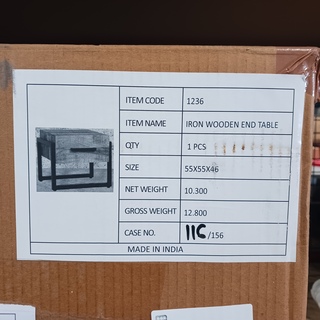 ITEM CODE 1236
ITEM NAME IRON WOODEN END TABLE
QTY 1 PCS
SIZE 55X55X46
NET WEIGHT 10.300
GROSS WEIGHT 12.800
CASE NO. 116 /156
MADE IN INDIA